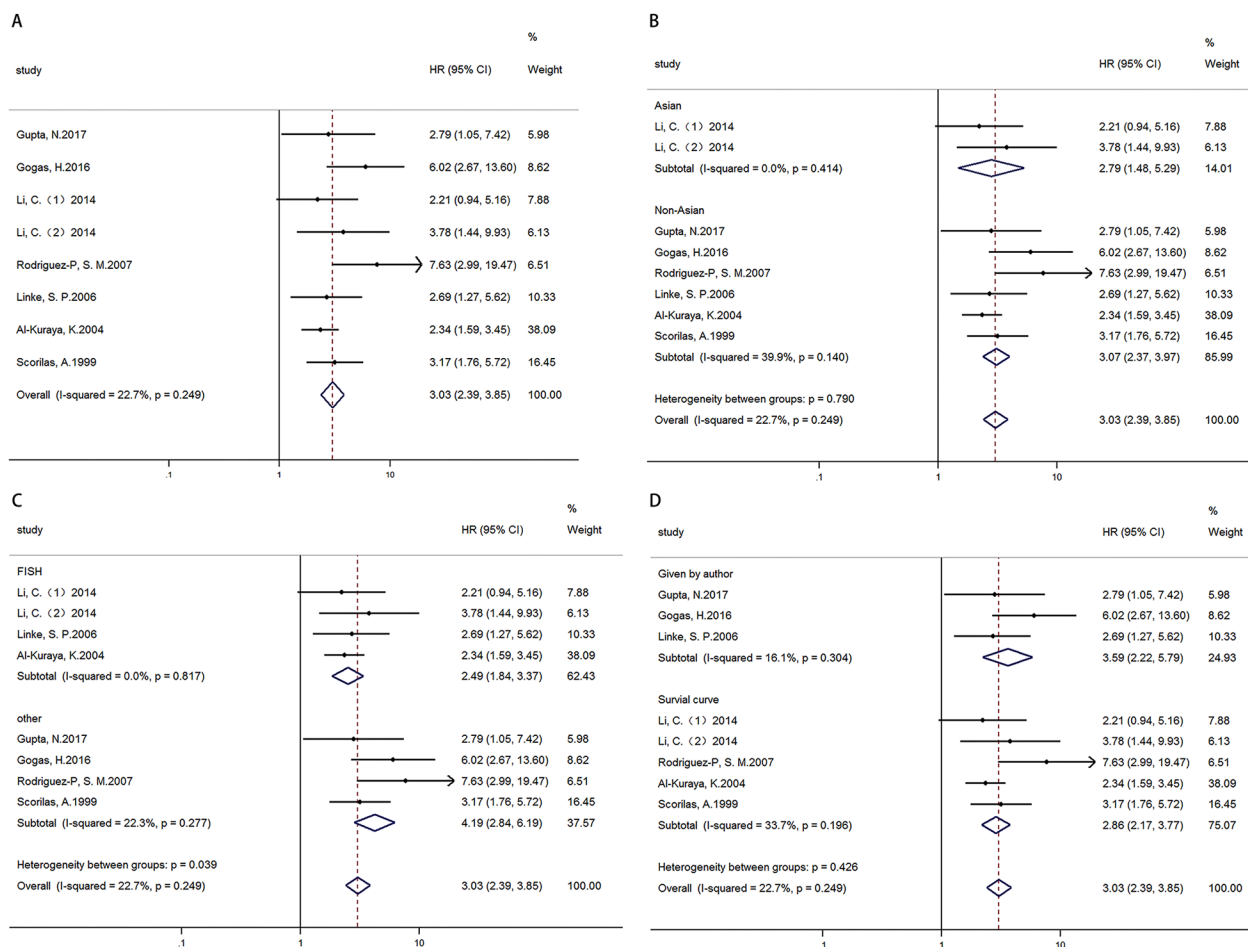 A
%
study HR (95% CI) Weight
Gupta, N.2017 2.79 (1.05, 7.42) 5.98
Gogas, H.2016 6.02 (2.67, 13.60) 8.62
Li, C.（1）2014 2.21 (0.94, 5.16) 7.88
Li, C.（2）2014 3.78 (1.44, 9.93) 6.13
Rodriguez-P, S. M.2007 7.63 (2.99, 19.47) 6.51
Linke, S. P.2006 2.69 (1.27, 5.62) 10.33
Al-Kuraya, K.2004 2.34 (1.59, 3.45) 38.09
Scorilas, A.1999 3.17 (1.76, 5.72) 16.45
Overall (I-squared = 22.7%, p = 0.249) 3.03 (2.39, 3.85) 100.00
.1 1 10
B
%
study HR (95% CI) Weight
Asian
Li, C.（1）2014 2.21 (0.94, 5.16) 7.88
Li, C.（2）2014 3.78 (1.44, 9.93) 6.13
Subtotal (I-squared = 0.0%, p = 0.414) 2.79 (1.48, 5.29) 14.01
Non-Asian
Gupta, N.2017 2.79 (1.05, 7.42) 5.98
Gogas, H.2016 6.02 (2.67, 13.60) 8.62
Rodriguez-P, S. M.2007 7.63 (2.99, 19.47) 6.51
Linke, S. P.2006 2.69 (1.27, 5.62) 10.33
Al-Kuraya, K.2004 2.34 (1.59, 3.45) 38.09
Scorilas, A.1999 3.17 (1.76, 5.72) 16.45
Subtotal (I-squared = 39.9%, p = 0.140) 3.07 (2.37, 3.97) 85.99
Heterogeneity between groups: p = 0.790
Overall (I-squared = 22.7%, p = 0.249) 3.03 (2.39, 3.85) 100.00
.1 1 10
C
%
study HR (95% CI) Weight
FISH
Li, C.（1）2014 2.21 (0.94, 5.16) 7.88
Li, C.（2）2014 3.78 (1.44, 9.93) 6.13
Linke, S. P.2006 2.69 (1.27, 5.62) 10.33
Al-Kuraya, K.2004 2.34 (1.59, 3.45) 38.09
Subtotal (I-squared = 0.0%, p = 0.817) 2.49 (1.84, 3.37) 62.43
other
Gupta, N.2017 2.79 (1.05, 7.42) 5.98
Gogas, H.2016 6.02 (2.67, 13.60) 8.62
Rodriguez-P, S. M.2007 7.63 (2.99, 19.47) 6.51
Scorilas, A.1999 3.17 (1.76, 5.72) 16.45
Subtotal (I-squared = 22.3%, p = 0.277) 4.19 (2.84, 6.19) 37.57
Heterogeneity between groups: p = 0.039
Overall (I-squared = 22.7%, p = 0.249) 3.03 (2.39, 3.85) 100.00
.1 1 10
D
%
study HR (95% CI) Weight
Given by author
Gupta, N.2017 2.79 (1.05, 7.42) 5.98
Gogas, H.2016 6.02 (2.67, 13.60) 8.62
Linke, S. P.2006 2.69 (1.27, 5.62) 10.33
Subtotal (I-squared = 16.1%, p = 0.304) 3.59 (2.22, 5.79) 24.93
Survial curve
Li, C.（1）2014 2.21 (0.94, 5.16) 7.88
Li, C.（2）2014 3.78 (1.44, 9.93) 6.13
Rodriguez-P, S. M.2007 7.63 (2.99, 19.47) 6.51
Al-Kuraya, K.2004 2.34 (1.59, 3.45) 38.09
Scorilas, A.1999 3.17 (1.76, 5.72) 16.45
Subtotal (I-squared = 33.7%, p = 0.196) 2.86 (2.17, 3.77) 75.07
Heterogeneity between groups: p = 0.426
Overall (I-squared = 22.7%, p = 0.249) 3.03 (2.39, 3.85) 100.00
.1 1 10